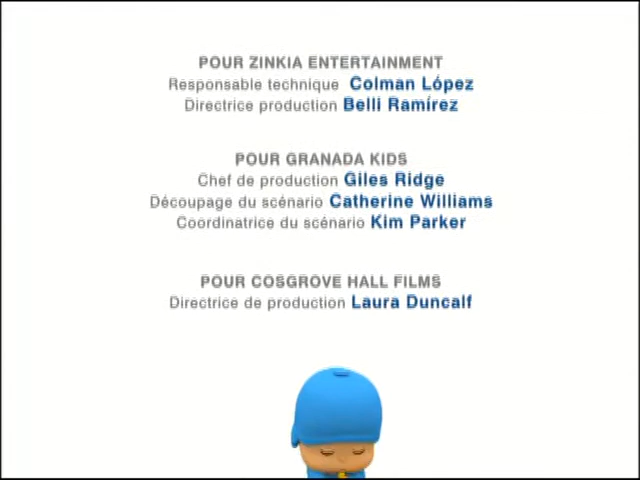 POUR ZINKIA ENTERTAINMENT
Responsable technique Colman López
Directrice production Belli Ramírez
POUR GRANADA KIDS
Chef de production Giles Ridge
Découpage du scénario Catherine Williams
Coordinatrice du scénario Kim Parker
POUR COSGROVE HALL FILMS
Directrice de production Laura Duncalf